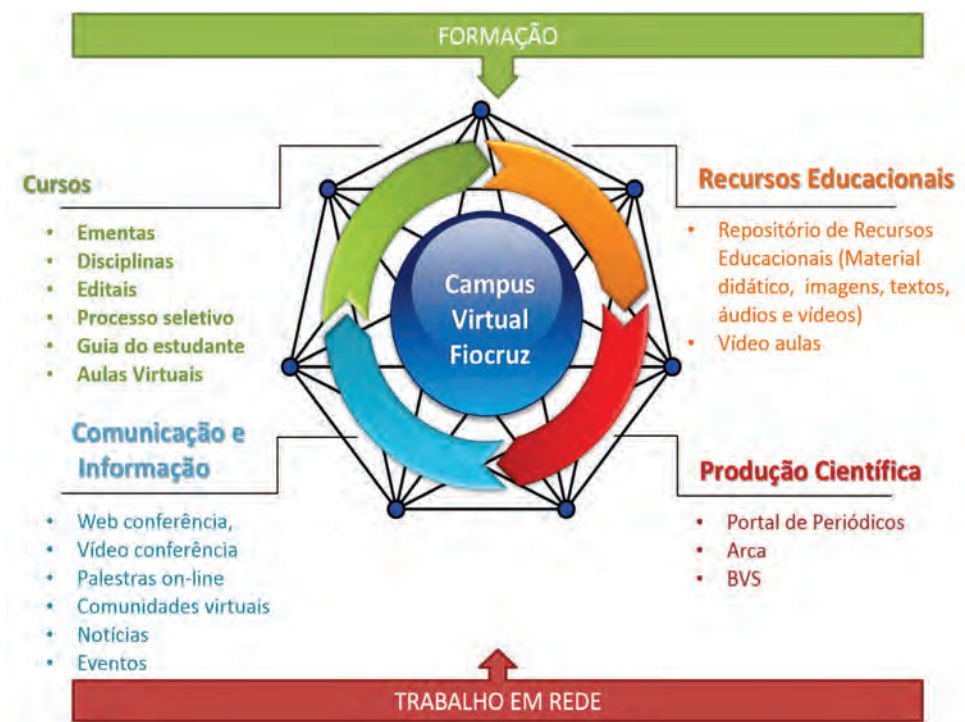 FORMAÇÃO
Cursos
• Ementas
• Disciplinas
• Editais
• Processo seletivo
• Guia do estudante
• Aulas Virtuais
Recursos Educacionais
• Repositório de Recursos
Educacionais (Material
didático, imagens, textos,
áudios e vídeos)
• Vídeo aulas
Campus
Virtual
Fiocruz
Comunicação e
Informação
• Web conferência,
• Vídeo conferência
• Palestras on-line
• Comunidades virtuais
• Notícias
• Eventos
Produção Científica
• Portal de Periódicos
• Arca
• BVS
TRABALHO EM REDE